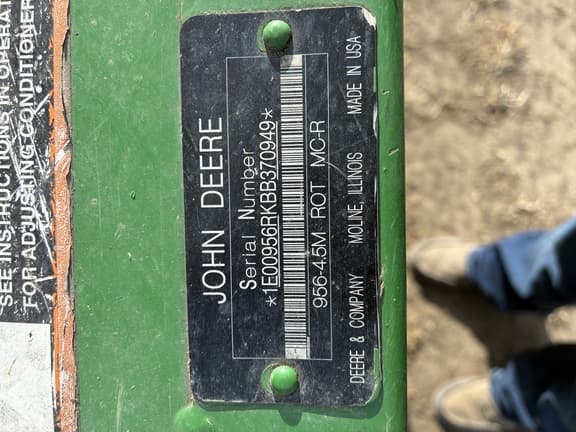 SEE INSTRUCTIONS IN OPERAT
FOR ADJUSTING CONDITIONER
JOHN DEERE
Serial Number
*1E00956RKBB370949*
956-4.5M ROT MC-R
DEERE & COMPANY MOLINE, ILLINOIS MADE IN USA